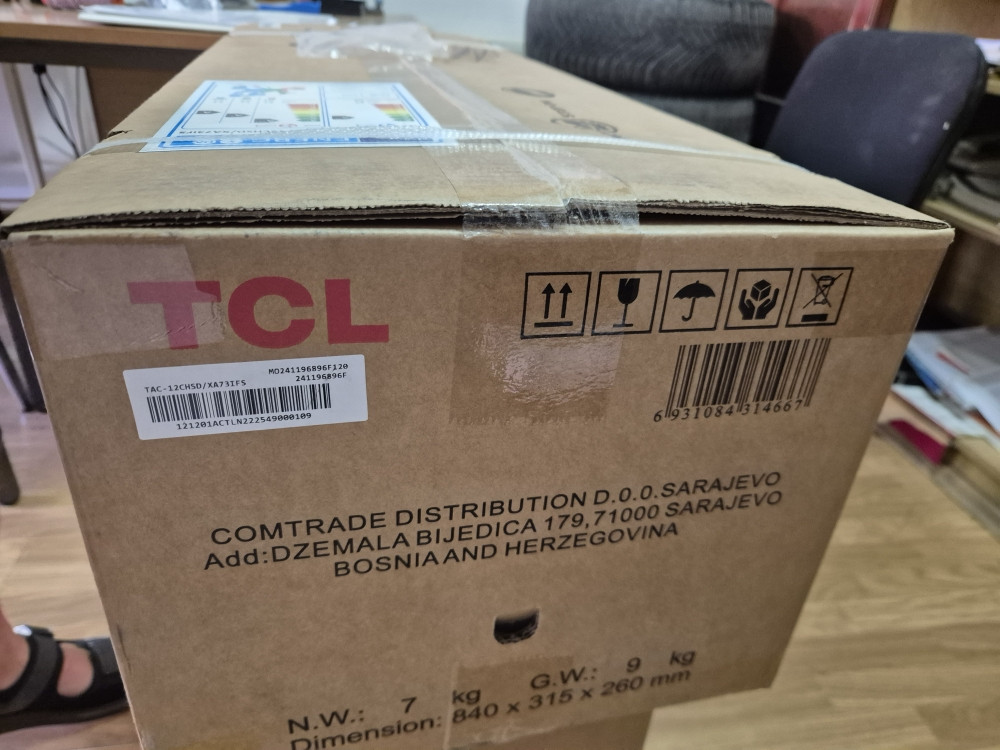 TCL
MO241196896F120
TAC-12CHSD/XA73IFS
241196896F
121201ACTLN222549000109
6 931084 314667
COMTRADE DISTRIBUTION D.O.O.SARAJEVO
Add:DZEMALA BIJEDICA 179,71000 SARAJEVO
BOSNIA AND HERZEGOVINA
N.W.: 7 kg G.W.: 9 kg
Dimension: 840 x 315 x 260 mm